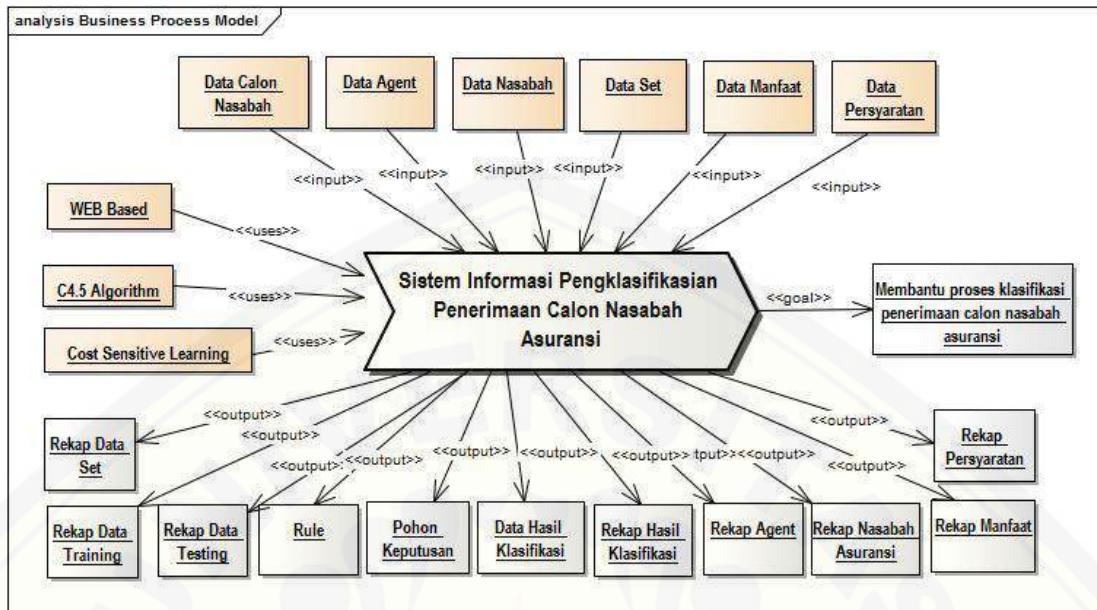 analysis Business Process Model
Data Calon
Nasabah
Data Agent
Data Nasabah
Data Set
Data Manfaat
Data
Persyaratan
<<input>>
<<input>>
<<input>>
<<input>>
<<input>>
<<input>>
WEB Based
<<uses>>
C4.5 Algorithm
<<uses>>
Cost Sensitive Learning
<<uses>>
Sistem Informasi Pengklasifikasian
Penerimaan Calon Nasabah
Asuransi
<<goal>>
Membantu proses klasifikasi
penerimaan calon nasabah
asuransi
<<output>>
<<output>>
<<output>>
<<output>>
<<output>>
<<output>>
<<output>>
<<output>>
<<output>>
<<output>>
Rekap Data
Set
Rekap
Persyaratan
Rekap Data
Training
Rekap Data
Testing
Rule
Pohon
Keputusan
Data Hasil
Klasifikasi
Rekap Hasil
Klasifikasi
Rekap Agent
Rekap Nasabah
Asuransi
Rekap Manfaat